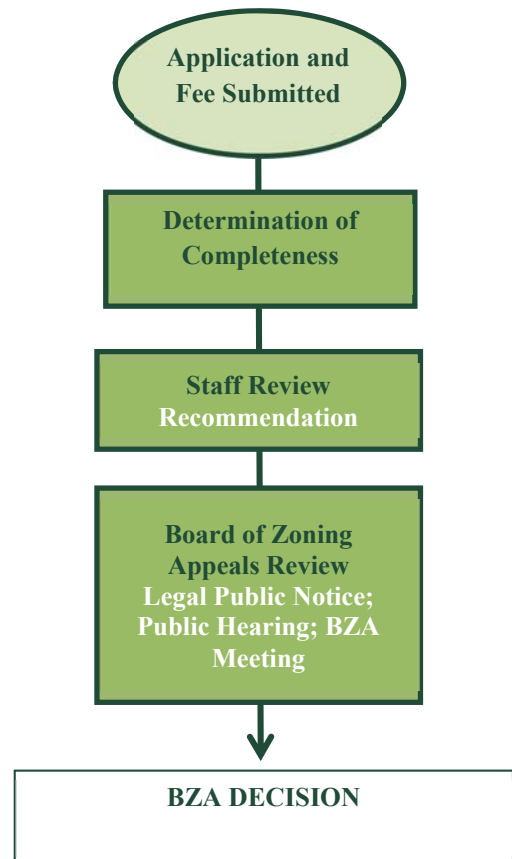 Application and
Fee Submitted
Determination of
Completeness
Staff Review
Recommendation
Board of Zoning
Appeals Review
Legal Public Notice;
Public Hearing; BZA
Meeting
BZA DECISION